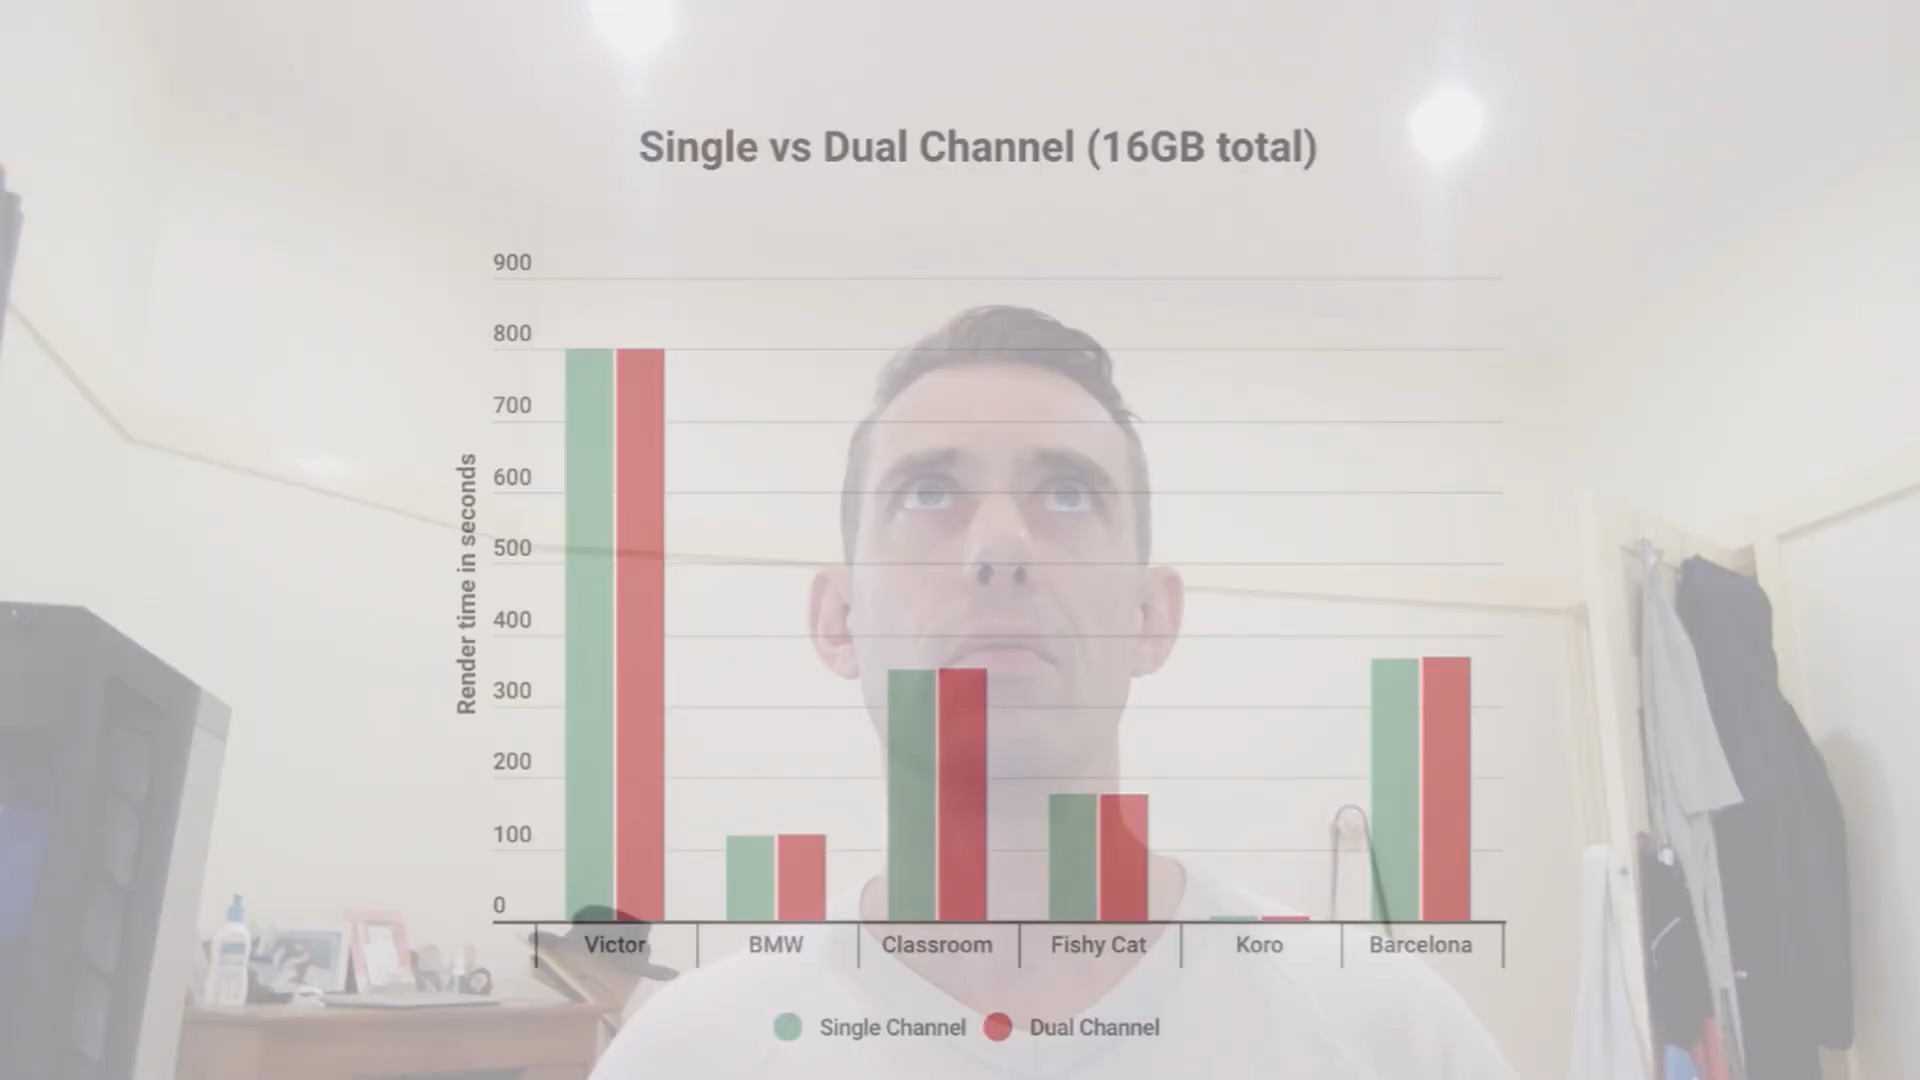 Single vs Dual Channel (16GB total)
900
800
700
600
500
400
300
200
100
0
Render time in seconds
Victor BMW Classroom Fishy Cat Koro Barcelona
Single Channel Dual Channel